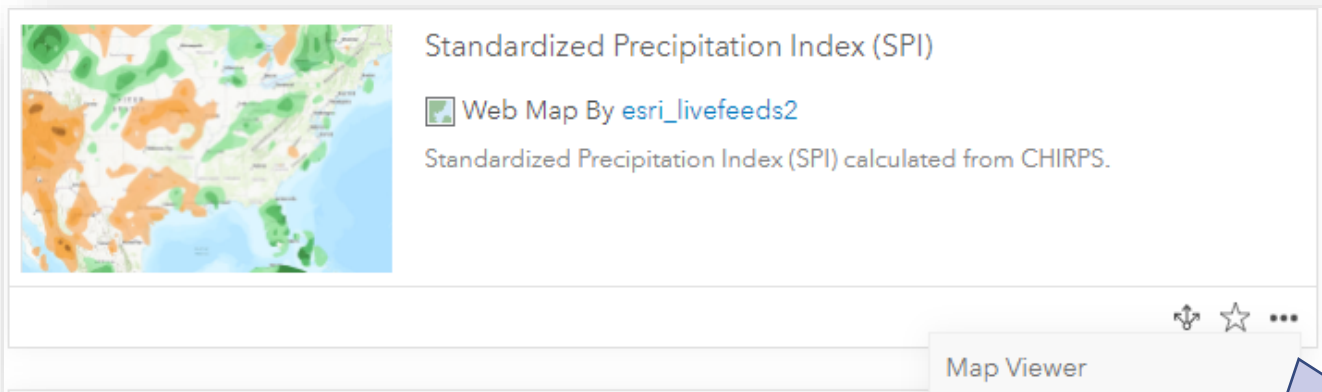 Standardized Precipitation Index (SPI)
Web Map By esri_livefeeds2
Standardized Precipitation Index (SPI) calculated from CHIRPS.
Map Viewer